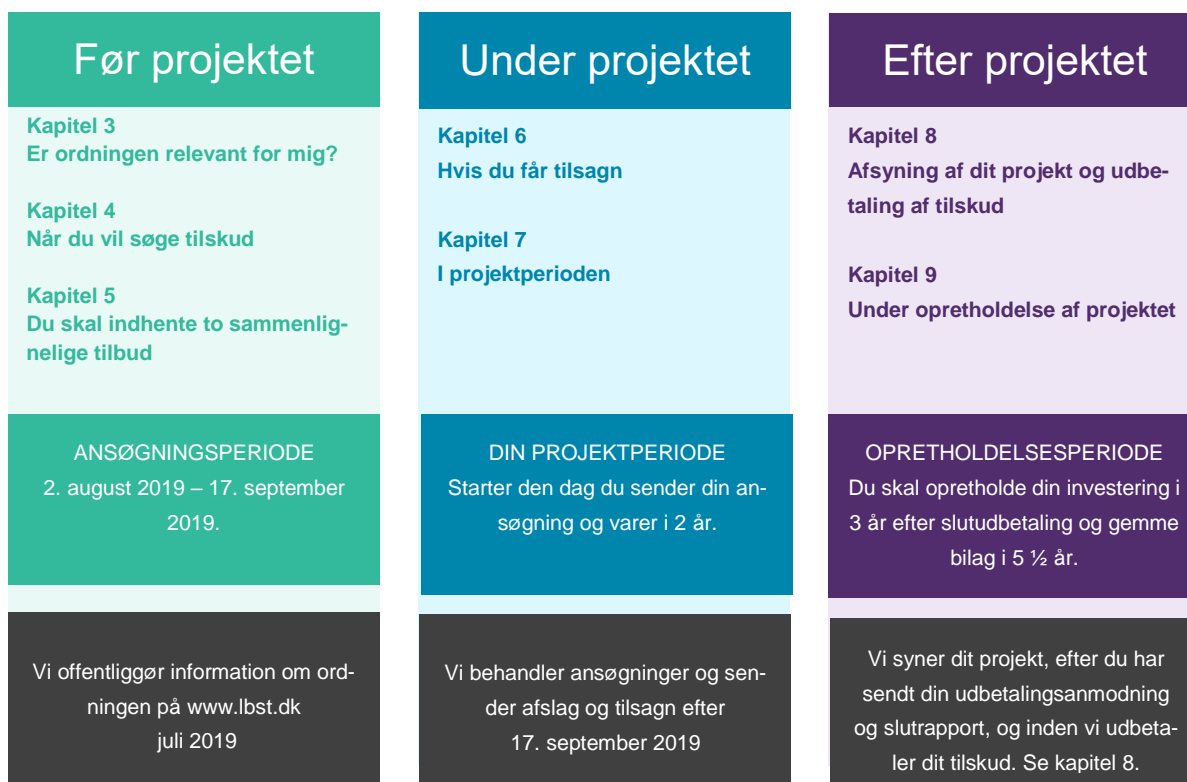 Før projektet
Kapitel 3
Er ordningen relevant for mig?
Kapitel 4
Når du vil søge tilskud
Kapitel 5
Du skal indhente to sammenlig-
nelige tilbud
ANSØGNINGSPERIODE
2. august 2019 – 17. september
2019.
Vi offentliggør information om ord-
ningen på www.lbst.dk
juli 2019
Under projektet
Kapitel 6
Hvis du får tilsagn
Kapitel 7
I projektperioden
DIN PROJEKTPERIODE
Starter den dag du sender din an-
søgning og varer i 2 år.
Vi behandler ansøgninger og sen-
der afslag og tilsagn efter
17. september 2019
Efter projektet
Kapitel 8
Afsyning af dit projekt og udbe-
taling af tilskud
Kapitel 9
Under opretholdelse af projektet
OPRETHOLDELSESPERIODE
Du skal opretholde din investering i
3 år efter slutudbetaling og gemme
bilag i 5 ½ år.
Vi syner dit projekt, efter du har
sendt din udbetalingsanmodning
og slutrapport, og inden vi udbeta-
ler dit tilskud. Se kapitel 8.